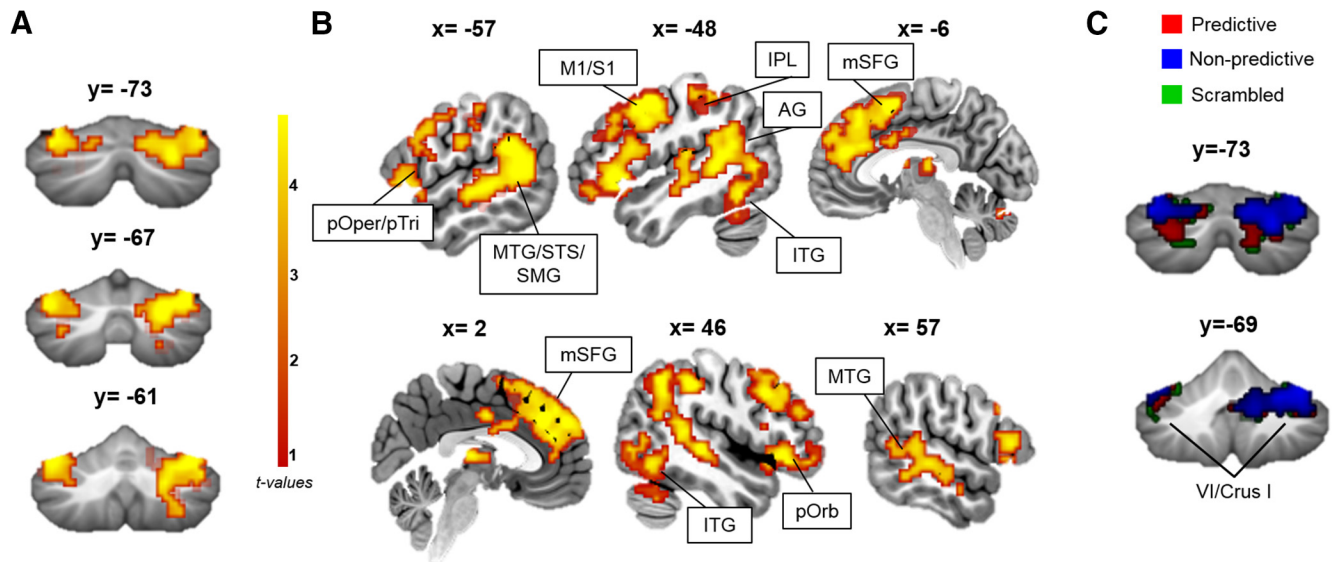 A
y= -73
y= -67
y= -61
4
3
2
1
t-values
B
x= -57
x= -48
x= -6
M1/S1
IPL
mSFG
AG
pOper/pTri
MTG/STS/
SMG
ITG
x= 2
x= 46
x= 57
mSFG
MTG
ITG
pOrb
C
Predictive
Non-predictive
Scrambled
y=-73
y=-69
VI/Crus I